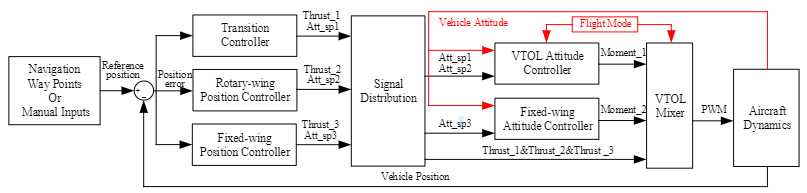 Navigation
Way Points
Or
Manual Inputs
Reference
position
+
-
Position
error
Transition
Controller
Rotary-wing
Position Controller
Fixed-wing
Position Controller
Thrust_1
Att_sp1
Thrust_2
Att_sp2
Thrust_3
Att_sp3
Signal
Distribution
Vehicle Attitude
Flight Mode
Att_sp1
Att_sp2
Att_sp3
VTOL Attitude
Controller
Fixed-wing
Attitude Controller
Moment_1
Moment_2
Thrust_1&Thrust_2&Thrust _3
VTOL
Mixer
PWM
Aircraft
Dynamics
Vehicle Position